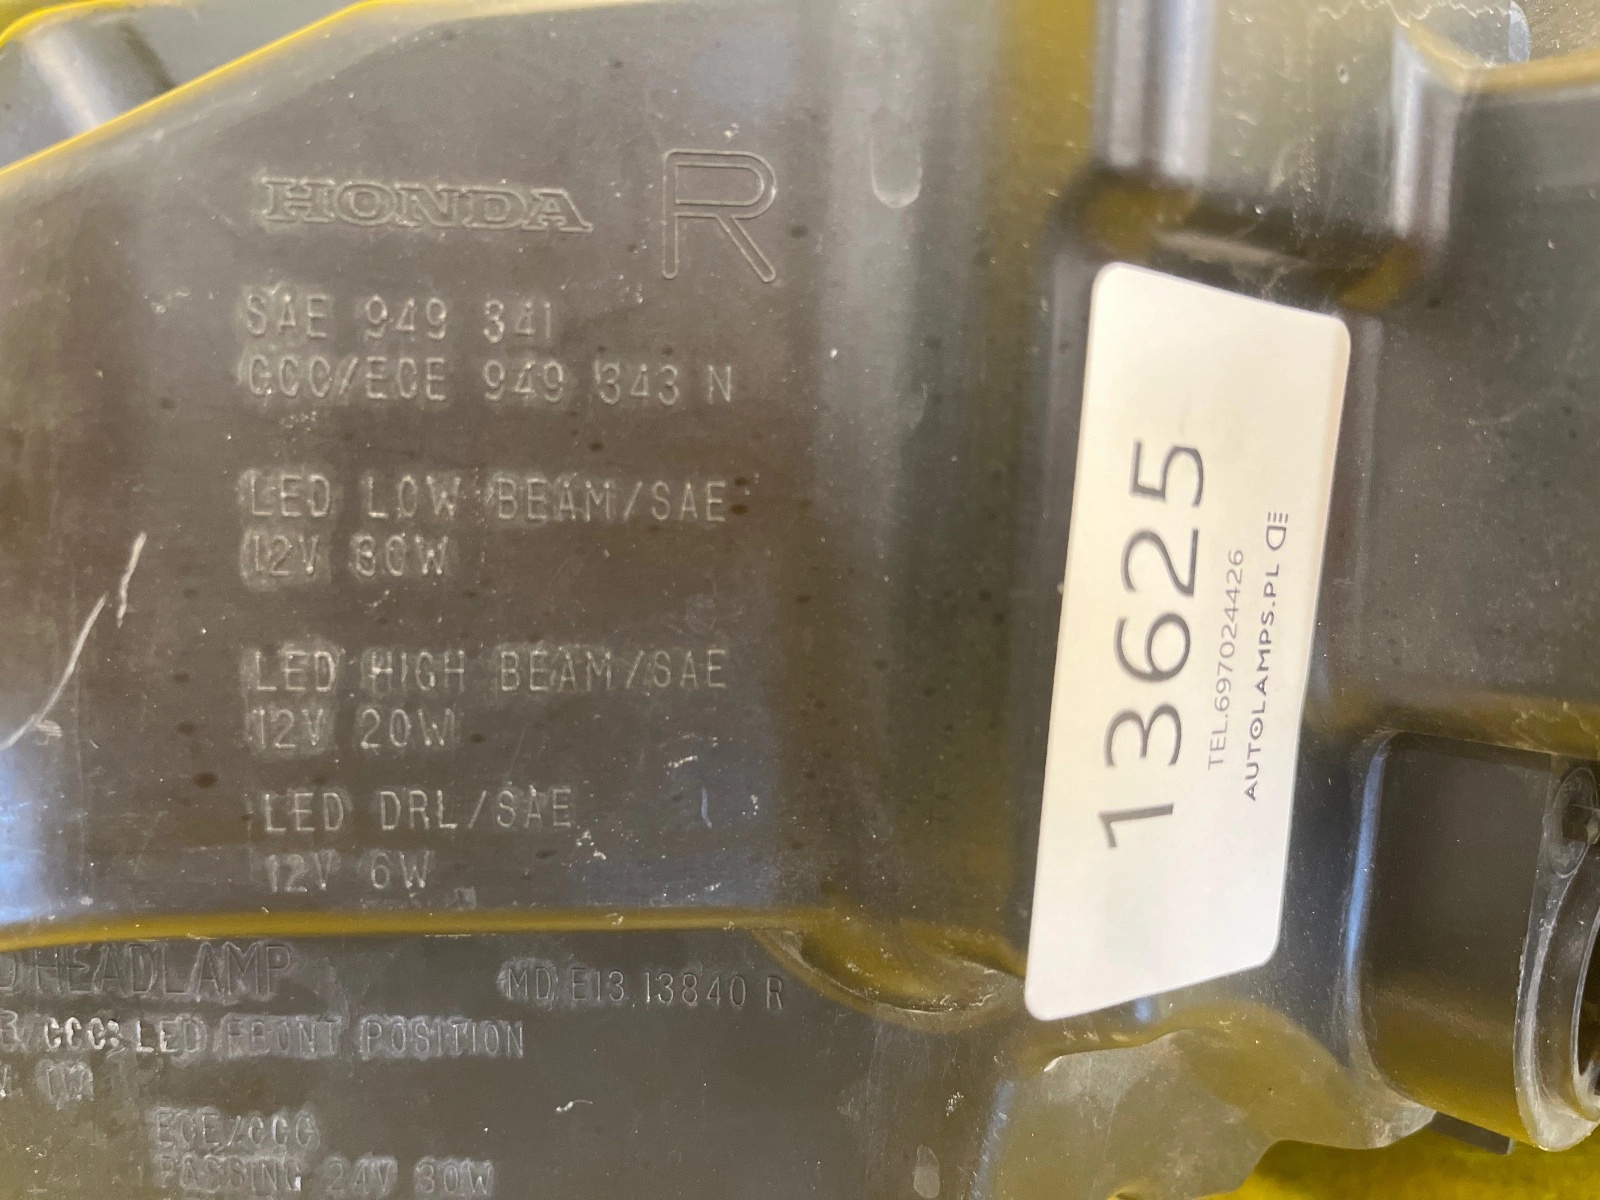 HONDA R
SAE 949 341
CCC/ECE 949 343 N
LED LOW BEAM/SAE
12V 30W
LED HIGH BEAM/SAE
12V 20W
LED DRL/SAE
12V 6W
D HEADLAMP
MD E13 13840 R
/CCC: LED FRONT POSITION
1W
ECE/CCC
PASSING 24V 30W
13625
TEL.697024426
AUTOLAMPS.PL